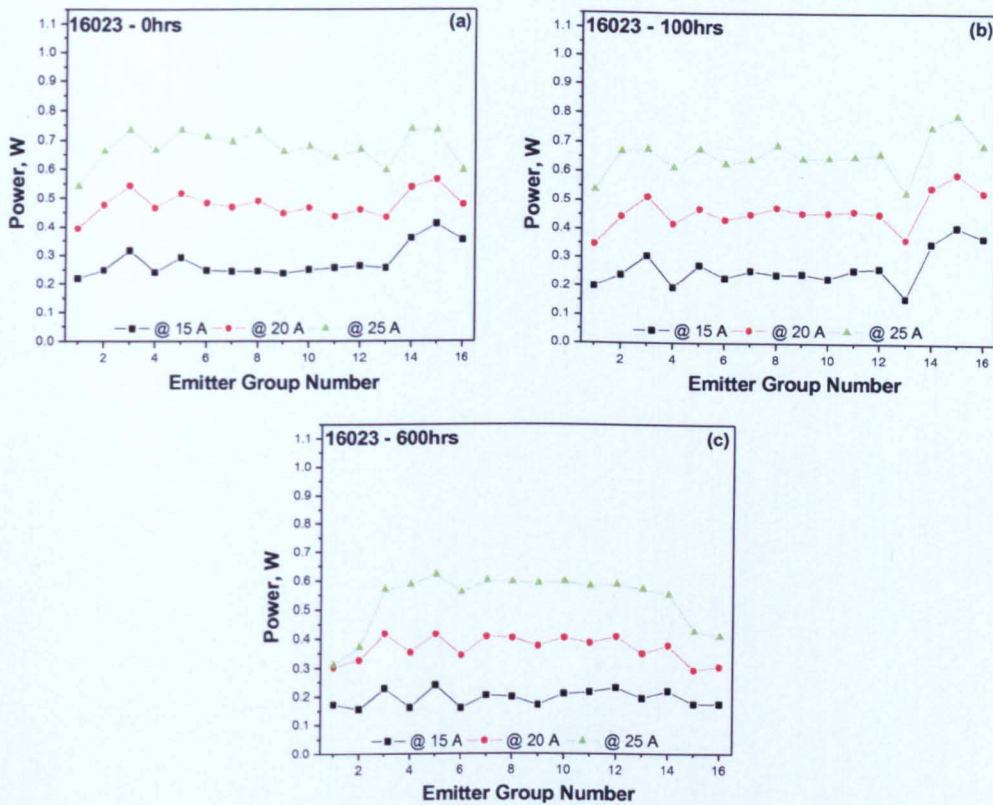 16023 - 0hrs
(a)
1.1
1.0
0.9
0.8
0.7
0.6
0.5
0.4
0.3
0.2
0.1
0.0
Power, W
@ 15 A @ 20 A @ 25 A
2 4 6 8 10 12 14 16
Emitter Group Number
16023 - 100hrs
(b)
1.1
1.0
0.9
0.8
0.7
0.6
0.5
0.4
0.3
0.2
0.1
0.0
Power, W
@ 15 A @ 20 A @ 25 A
2 4 6 8 10 12 14 16
Emitter Group Number
16023 - 600hrs
(c)
1.1
1.0
0.9
0.8
0.7
0.6
0.5
0.4
0.3
0.2
0.1
0.0
Power, W
@ 15 A @ 20 A @ 25 A
2 4 6 8 10 12 14 16
Emitter Group Number